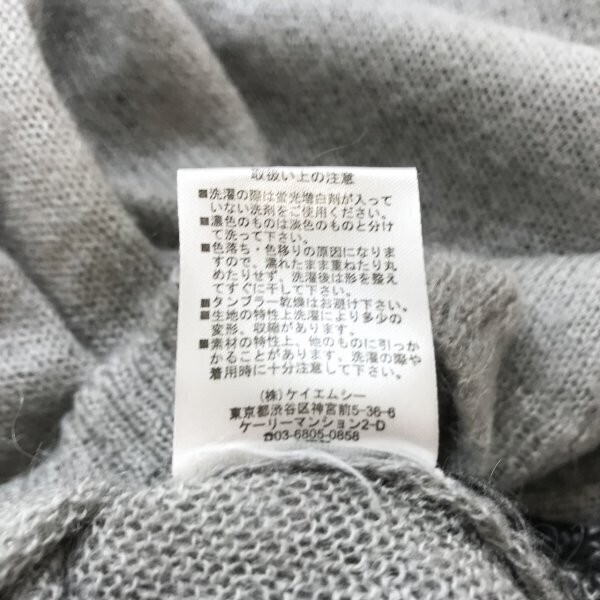 取扱い上の注意
■洗濯の際は蛍光増白剤が入って
いない洗剤をご使用ください。
■濃色のものは淡色のものと分け
て洗って下さい。
■色落ち・色移りの原因になりま
すので、濡れたまま重ねたり丸
めたりせず、洗濯後は形を整え
てすぐに干して下さい。
■タンブラー乾燥はお避け下さい。
■生地の特性上洗濯により多少の
変形、収縮があります。
■素材の特性上、他のものに引っか
かることがあります。洗濯の際や
着用時に十分注意して下さい。
(株)ケイエムシー
東京都渋谷区神宮前5-36-6
ケーリーマンション2-D
☎03-6805-0858